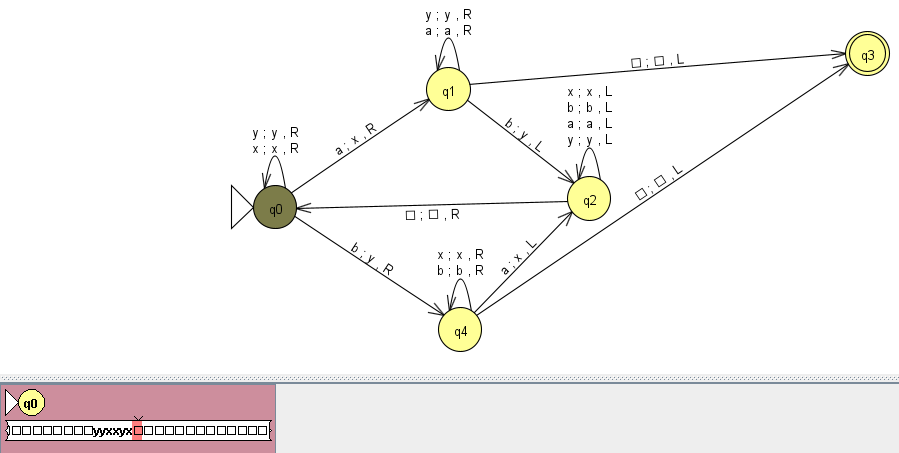 y ; y , R
a ; a , R
q1
□ ; □ , L
q3
x ; x , L
b ; b , L
a ; a , L
y ; y , L
y ; y , R
x ; x , R
a ; x , R
b ; y , L
q0
q2
□ ; □ , R
□ ; □ , L
b ; y , R
x ; x , R
b ; b , R
a ; x , L
q4
q0
□□□□□□□□yyxxyx□□□□□□□□□□□□□